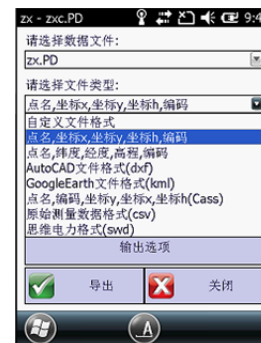 zx - zxc.PD 9:4
请选择数据文件:
zx.PD
请选择文件类型:
点名,坐标x,坐标y,坐标h,编码
自定义文件格式
点名,坐标x,坐标y,坐标h,编码
点名,纬度,经度,高程,编码
AutoCAD文件格式(dxf)
GoogleEarth文件格式(kml)
点名,编码,坐标y,坐标x,坐标h(Cass)
原始测量数据格式(csv)
思维电力格式(swd)
输出选项
导出 关闭
A